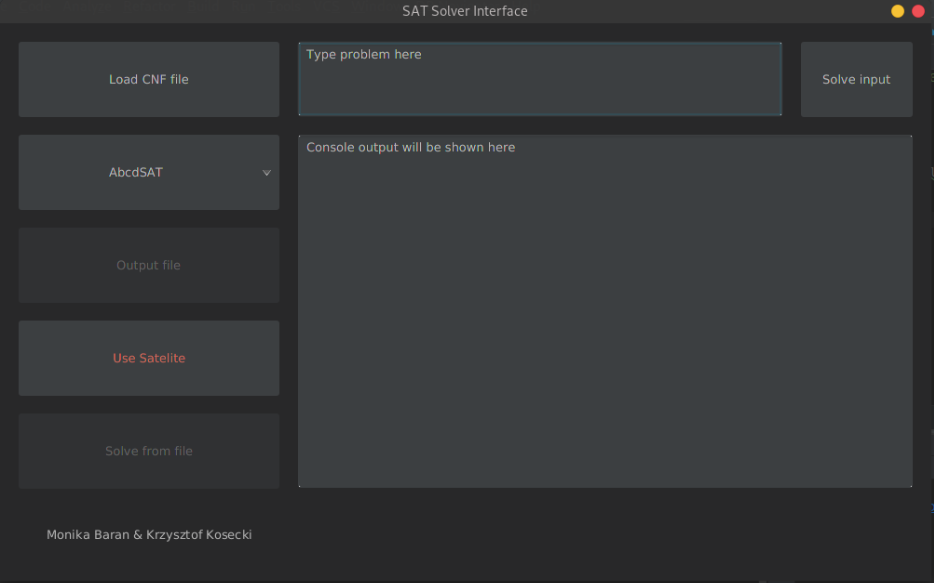 SAT Solver Interface
Load CNF file
Type problem here
Solve input
AbcdSAT
Console output will be shown here
Output file
Use Satelite
Solve from file
Monika Baran & Krzysztof Kosecki